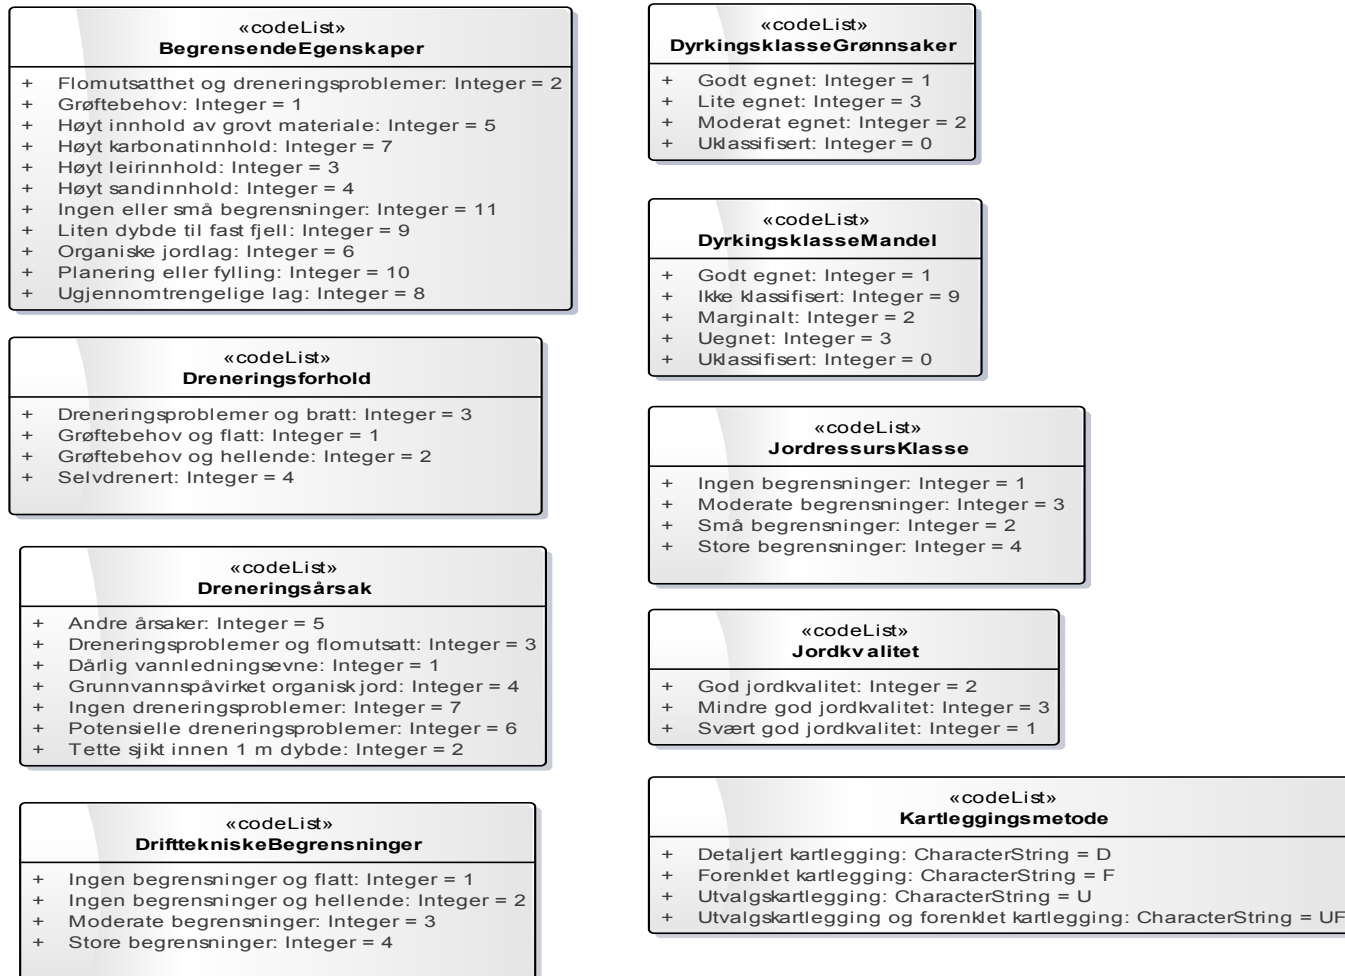 «codeList»
BegrensendeEgenskaper
+ Flomutsatthet og dreneringsproblemer: Integer = 2
+ Grøftebehov: Integer = 1
+ Høyt innhold av grovt materiale: Integer = 5
+ Høyt karbonatinnhold: Integer = 7
+ Høyt leirinnhold: Integer = 3
+ Høyt sandinnhold: Integer = 4
+ Ingen eller små begrensninger: Integer = 11
+ Liten dybde til fast fjell: Integer = 9
+ Organiske jordlag: Integer = 6
+ Planering eller fylling: Integer = 10
+ Ugjennomtrengelige lag: Integer = 8
«codeList»
Dreneringsforhold
+ Dreneringsproblemer og bratt: Integer = 3
+ Grøftebehov og flatt: Integer = 1
+ Grøftebehov og hellende: Integer = 2
+ Selvdrenert: Integer = 4
«codeList»
Dreneringsårsak
+ Andre årsaker: Integer = 5
+ Dreneringsproblemer og flomutsatt: Integer = 3
+ Dårlig vannledningsevne: Integer = 1
+ Grunnvannspåvirket organisk jord: Integer = 4
+ Ingen dreneringsproblemer: Integer = 7
+ Potensielle dreneringsproblemer: Integer = 6
+ Tette sjikt innen 1 m dybde: Integer = 2
«codeList»
DrifttekniskeBegrensninger
+ Ingen begrensninger og flatt: Integer = 1
+ Ingen begrensninger og hellende: Integer = 2
+ Moderate begrensninger: Integer = 3
+ Store begrensninger: Integer = 4
«codeList»
DyrkingsklasseGrønnsaker
+ Godt egnet: Integer = 1
+ Lite egnet: Integer = 3
+ Moderat egnet: Integer = 2
+ Uklassifisert: Integer = 0
«codeList»
DyrkingsklasseMandel
+ Godt egnet: Integer = 1
+ Ikke klassifisert: Integer = 9
+ Marginalt: Integer = 2
+ Uegnet: Integer = 3
+ Uklassifisert: Integer = 0
«codeList»
JordressursKlasse
+ Ingen begrensninger: Integer = 1
+ Moderate begrensninger: Integer = 3
+ Små begrensninger: Integer = 2
+ Store begrensninger: Integer = 4
«codeList»
Jordkvalitet
+ God jordkvalitet: Integer = 2
+ Mindre god jordkvalitet: Integer = 3
+ Svært god jordkvalitet: Integer = 1
«codeList»
Kartleggingsmetode
+ Detaljert kartlegging: CharacterString = D
+ Forenklet kartlegging: CharacterString = F
+ Utvalgskartlegging: CharacterString = U
+ Utvalgskartlegging og forenklet kartlegging: CharacterString = UF